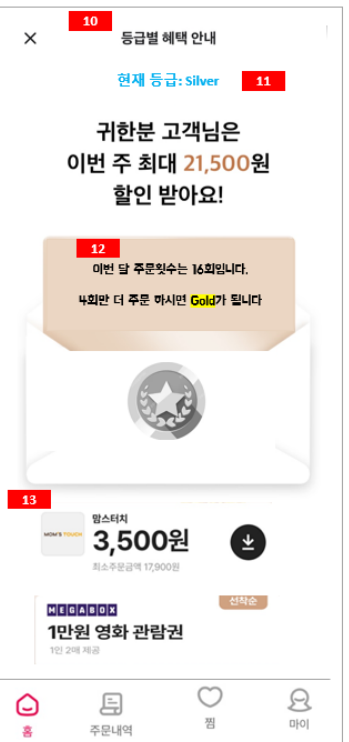 10
등급별 혜택 안내
현재 등급: Silver
11
귀한분 고객님은
이번 주 최대 21,500원
할인 받아요!
12
이번 달 주문횟수는 16회입니다.
4회만 더 주문 하시면 Gold가 됩니다
13
MOM'S TOUCH
맘스터치
3,500원
최소주문금액 17,900원
선착순
MEGABOX
1만원 영화 관람권
1인 2매 제공
홈
주문내역
찜
마이